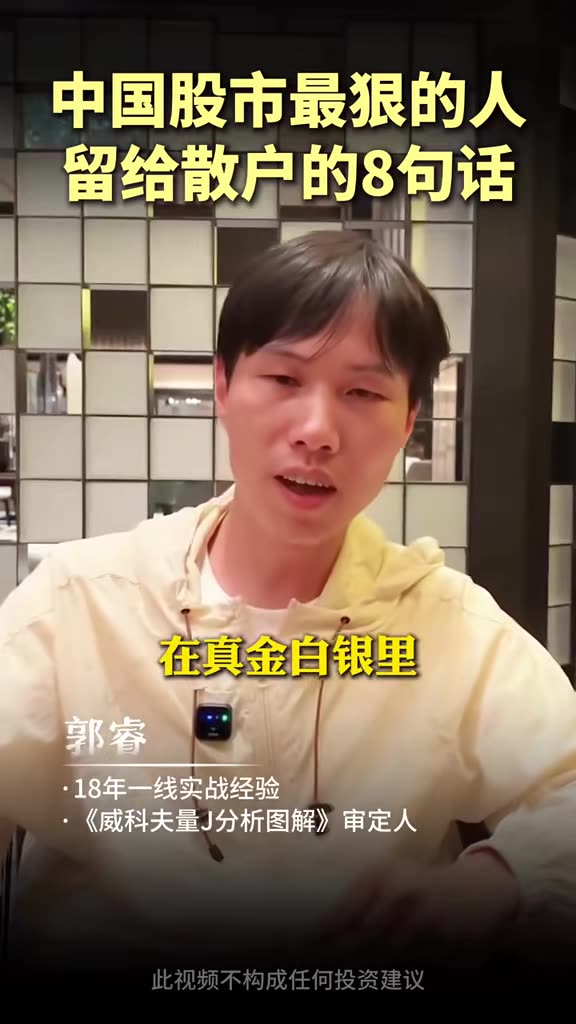 中国股市最狠的人
留给散户的8句话
在真金白银里
郭睿
·18年一线实战经验
·《威科夫量J分析图解》审定人
此视频不构成任何投资建议